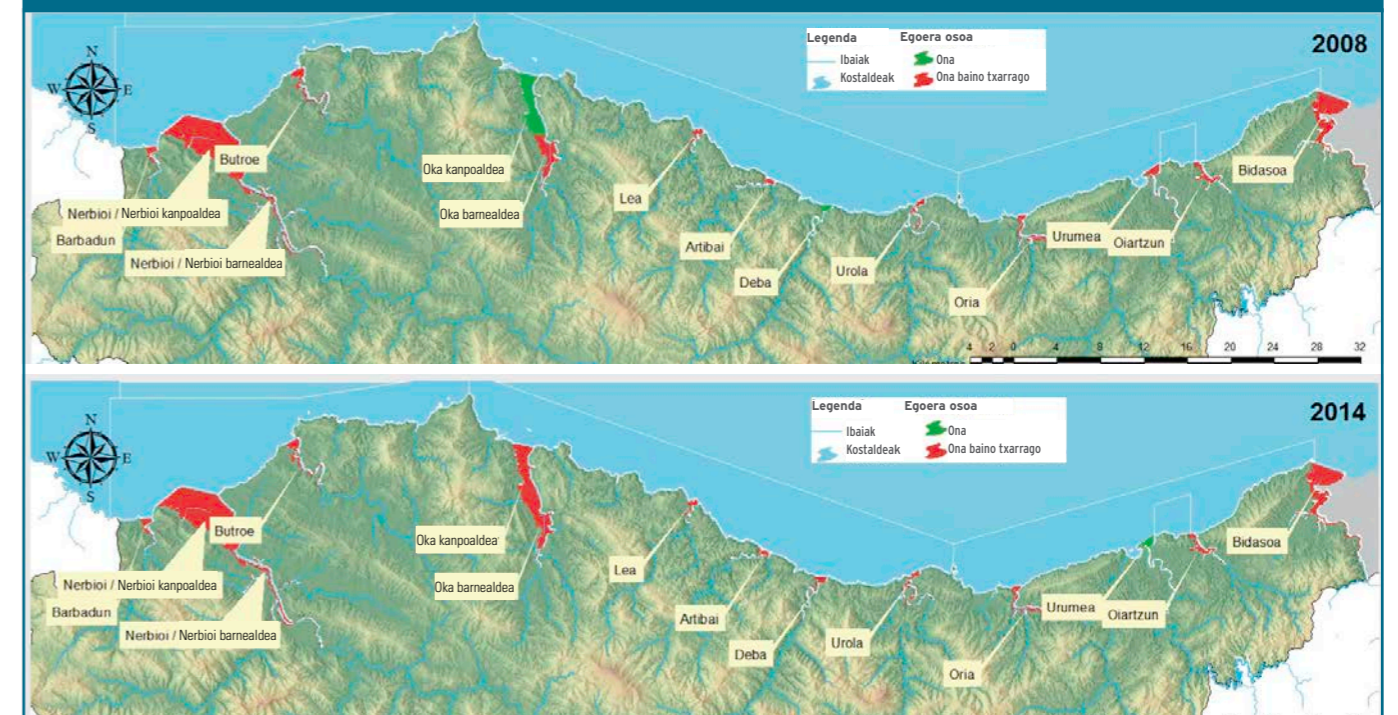 2008
Legenda
Egoera osoa
Ibaiak
Ona
Kostaldeak
Ona baino txarrago
N
W
E
S
Butroe
Nerbioi / Nerbioi kanpoaldea
Barbadun
Nerbioi / Nerbioi barnealdea
Oka kanpoaldea
Oka barnealdea
Lea
Artibai
Deba
Urola
Oria
Urumea
Oiartzun
Bidasoa
4 2 0 4 8 12 16 20 24 28 32
2014
Legenda
Egoera osoa
Ibaiak
Ona
Kostaldeak
Ona baino txarrago
N
W
E
S
Butroe
Nerbioi / Nerbioi kanpoaldea
Barbadun
Nerbioi / Nerbioi barnealdea
Oka kanpoaldea
Oka barnealdea
Lea
Artibai
Deba
Urola
Oria
Urumea
Oiartzun
Bidasoa